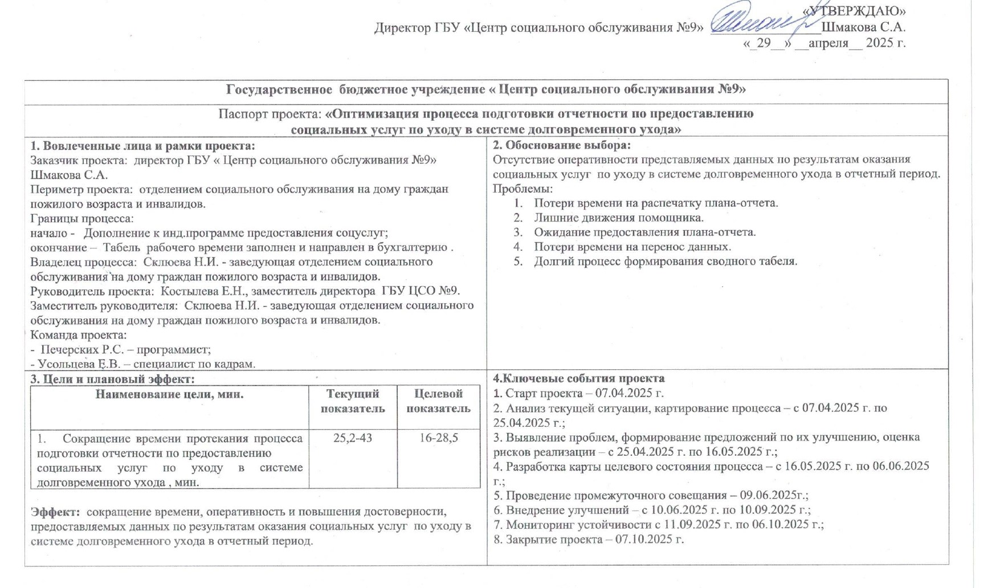 «УТВЕРЖДАЮ»
Директор ГБУ «Центр социального обслуживания №9» ________________Шмакова С.А.
«_29__» __апреля__ 2025 г.
Государственное бюджетное учреждение « Центр социального обслуживания №9»
Паспорт проекта: «Оптимизация процесса подготовки отчетности по предоставлению
социальных услуг по уходу в системе долговременного ухода»
1. Вовлеченные лица и рамки проекта:
Заказчик проекта: директор ГБУ « Центр социального обслуживания №9»
Шмакова С.А.
Периметр проекта: отделением социального обслуживания на дому граждан
пожилого возраста и инвалидов.
Границы процесса:
начало - Дополнение к инд.программе предоставления соцуслуг;
окончание – Табель рабочего времени заполнен и направлен в бухгалтерию .
Владелец процесса: Склюева Н.И. - заведующая отделением социального
обслуживания на дому граждан пожилого возраста и инвалидов.
Руководитель проекта: Костылева Е.Н., заместитель директора ГБУ ЦСО №9.
Заместитель руководителя: Склюева Н.И. - заведующая отделением социального
обслуживания на дому граждан пожилого возраста и инвалидов.
Команда проекта:
- Печерских Р.С. – программист;
- Усольцева Е.В. – специалист по кадрам.
2. Обоснование выбора:
Отсутствие оперативности представляемых данных по результатам оказания
социальных услуг по уходу в системе долговременного ухода в отчетный период.
Проблемы:
1. Потери времени на распечатку плана-отчета.
2. Лишние движения помощника.
3. Ожидание предоставления плана-отчета.
4. Потери времени на перенос данных.
5. Долгий процесс формирования сводного табеля.
3. Цели и плановый эффект:
Наименование цели, мин.
Текущий
показатель
Целевой
показатель
1. Сокращение времени протекания процесса
подготовки отчетности по предоставлению
социальных услуг по уходу в системе
долговременного ухода , мин.
25,2-43
16-28,5
Эффект: сокращение времени, оперативность и повышения достоверности,
предоставляемых данных по результатам оказания социальных услуг по уходу в
системе долговременного ухода в отчетный период.
4.Ключевые события проекта
1. Старт проекта – 07.04.2025 г.
2. Анализ текущей ситуации, картирование процесса – с 07.04.2025 г. по
25.04.2025 г.;
3. Выявление проблем, формирование предложений по их улучшению, оценка
рисков реализации – с 25.04.2025 г. по 16.05.2025 г.;
4. Разработка карты целевого состояния процесса – с 16.05.2025 г. по 06.06.2025
г.;
5. Проведение промежуточного совещания – 09.06.2025г.;
6. Внедрение улучшений – с 10.06.2025 г. по 10.09.2025 г.;
7. Мониторинг устойчивости с 11.09.2025 г. по 06.10.2025 г.;
8. Закрытие проекта – 07.10.2025 г.